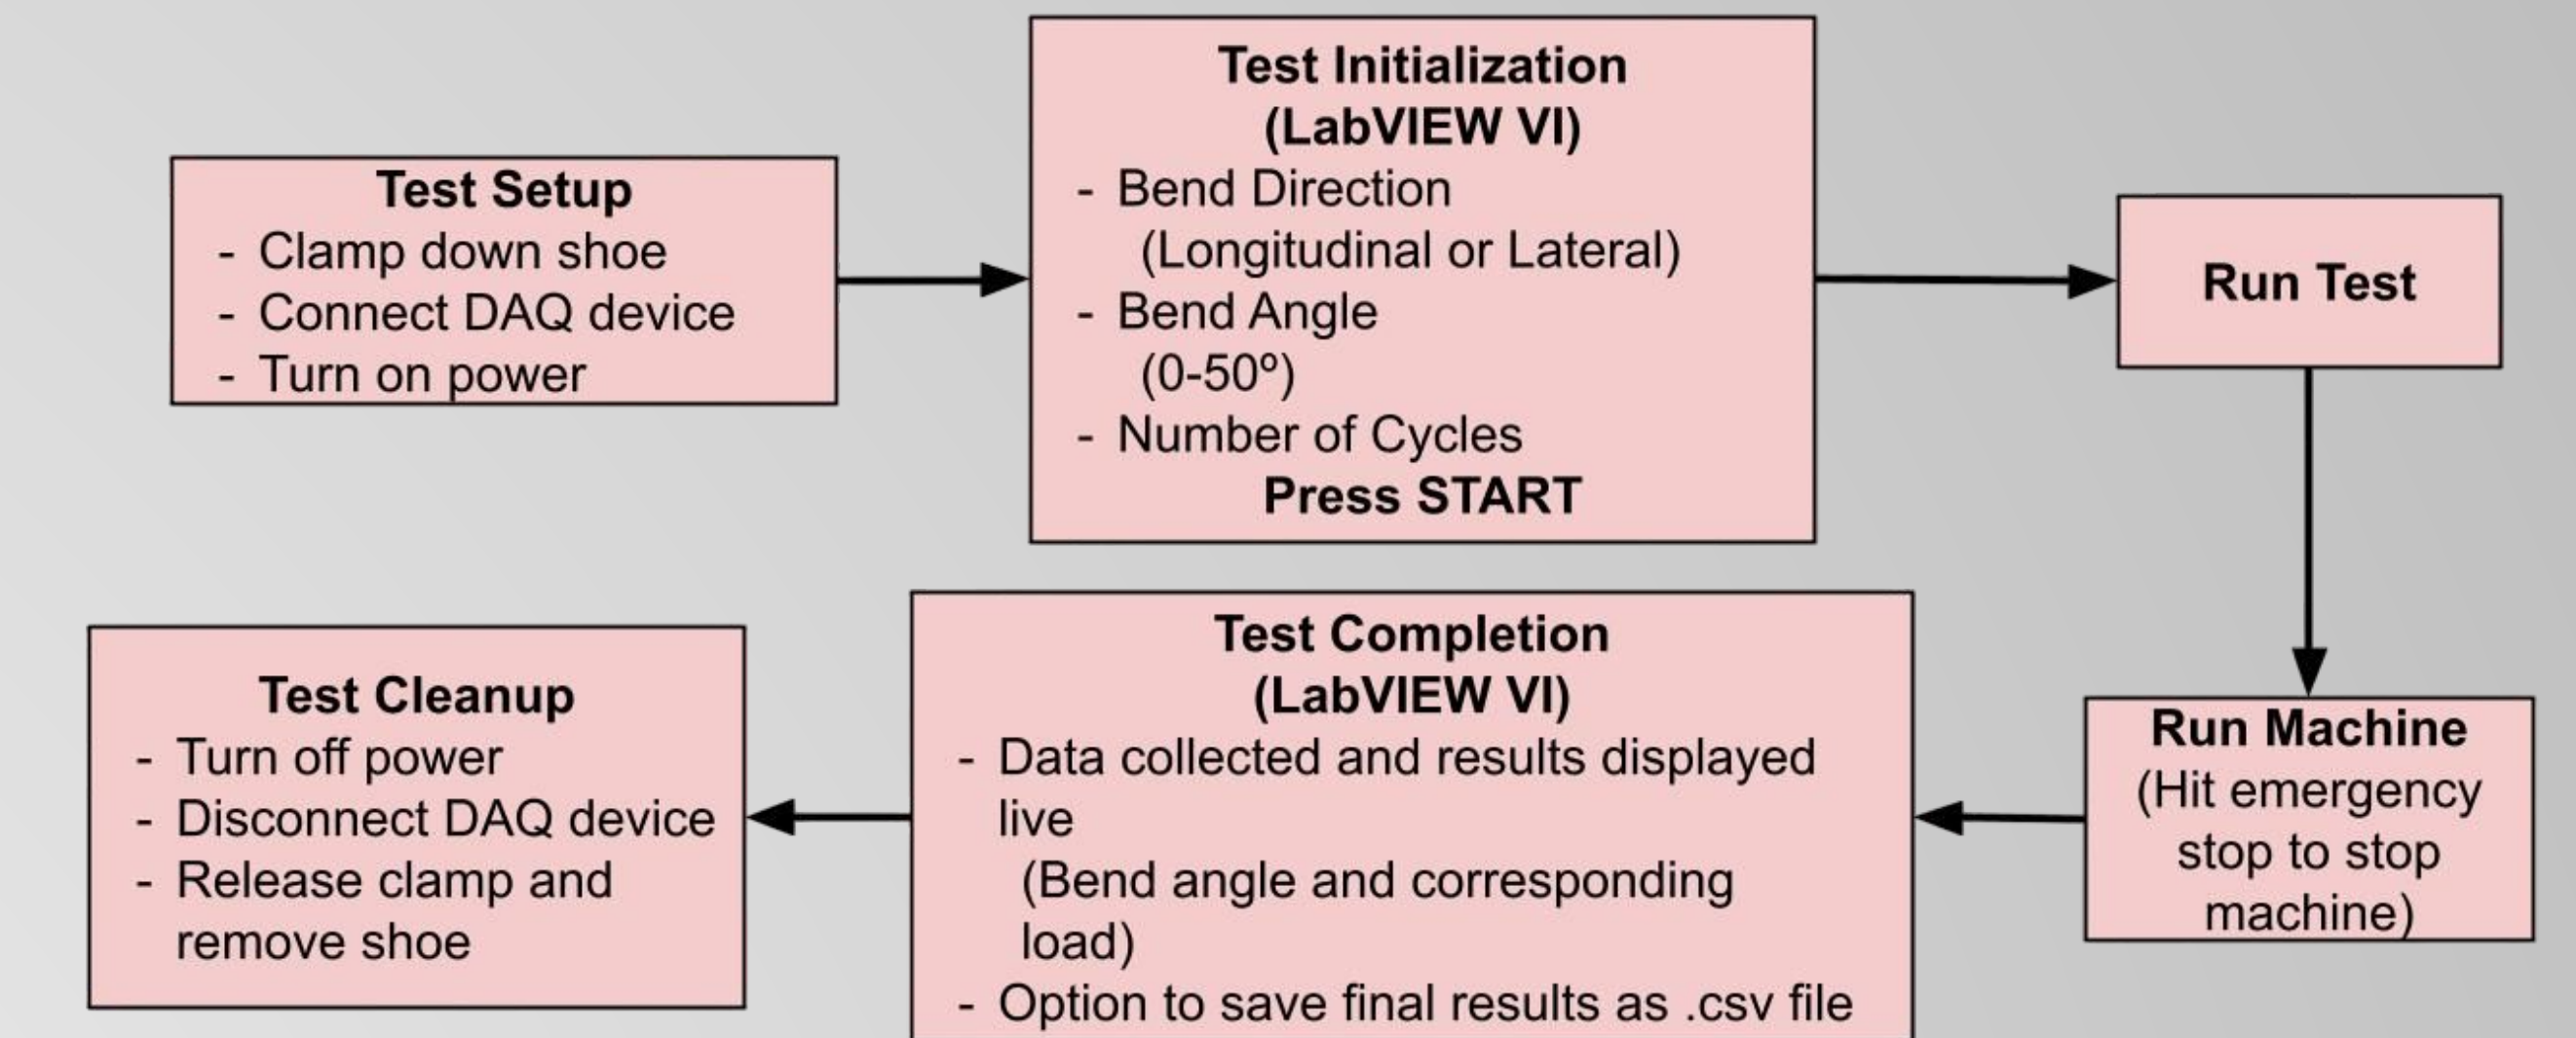 Test Setup
- Clamp down shoe
- Connect DAQ device
- Turn on power
Test Initialization
(LabVIEW VI)
- Bend Direction
(Longitudinal or Lateral)
- Bend Angle
(0-50º)
- Number of Cycles
Press START
Run Test
Run Machine
(Hit emergency
stop to stop
machine)
Test Completion
(LabVIEW VI)
- Data collected and results displayed
live
(Bend angle and corresponding
load)
- Option to save final results as .csv file
Test Cleanup
- Turn off power
- Disconnect DAQ device
- Release clamp and
remove shoe